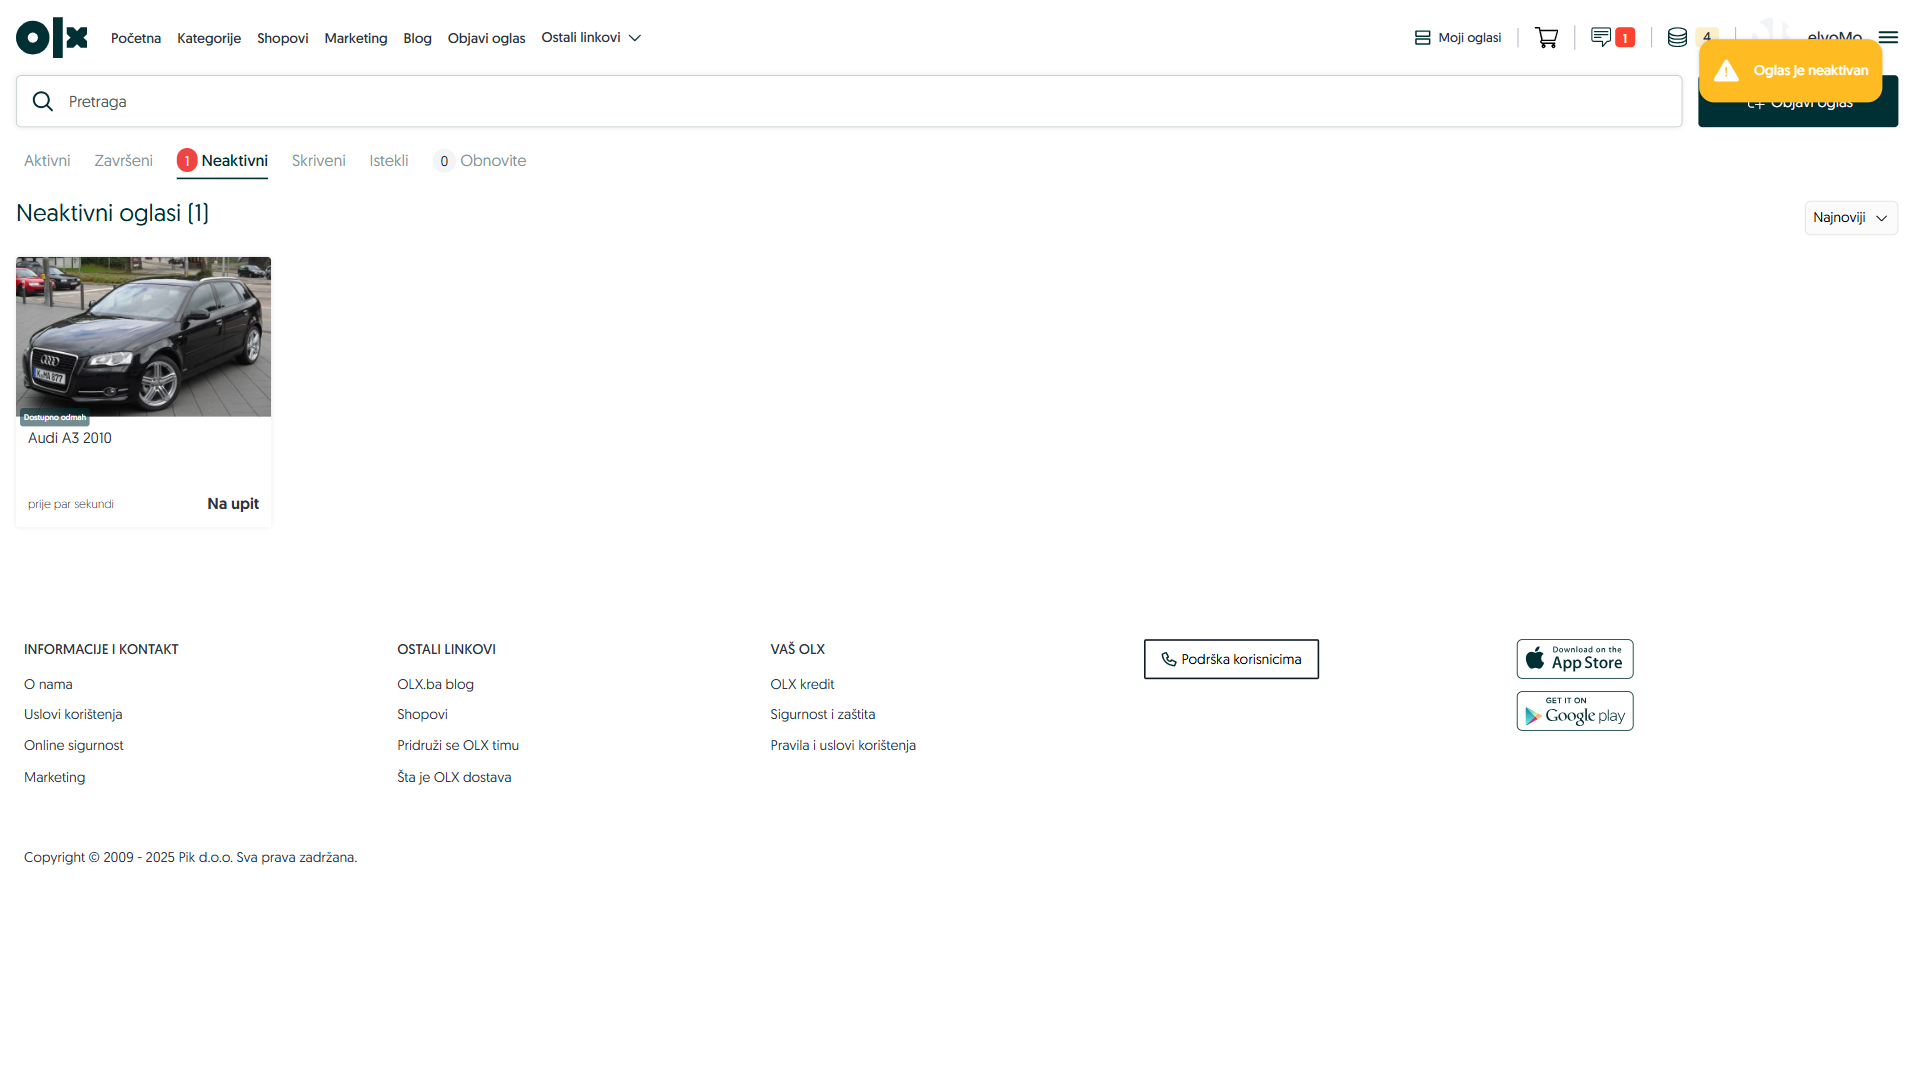 olx
Početna Kategorije Shopovi Marketing Blog Objavi oglas Ostali linkovi
Moji oglasi 1 4 elvoMo
Oglas je neaktivan
Pretraga
Objavi oglas
Aktivni Završeni 1 Neaktivni Skriveni Istekli 0 Obnovite
Neaktivni oglasi (1)
Najnoviji
Dostupno odmah
Audi A3 2010
prije par sekundi Na upit
INFORMACIJE I KONTAKT
O nama
Uslovi korištenja
Online sigurnost
Marketing
OSTALI LINKOVI
OLX.ba blog
Shopovi
Pridruži se OLX timu
Šta je OLX dostava
VAŠ OLX
OLX kredit
Sigurnost i zaštita
Pravila i uslovi korištenja
Podrška korisnicima
Download on the
App Store
GET IT ON
Google play
Copyright © 2009 - 2025 Pik d.o.o. Sva prava zadržana.